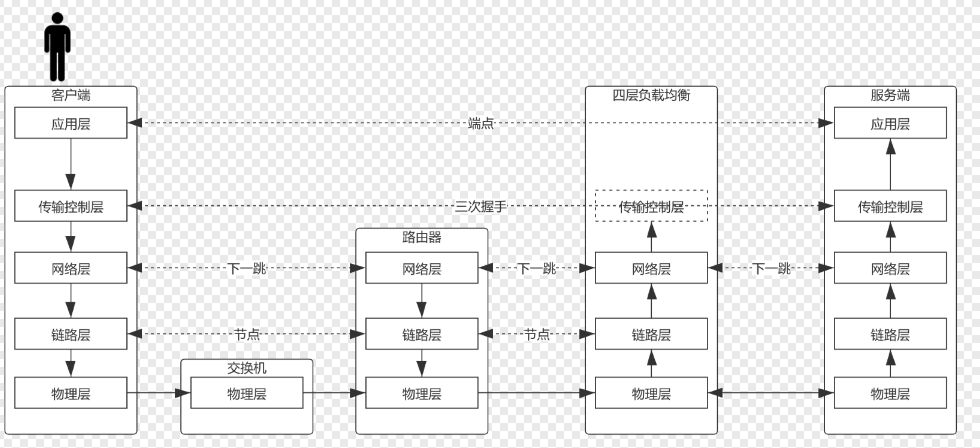 客户端
四层负载均衡
服务端
应用层
端点
应用层
传输控制层
三次握手
传输控制层
传输控制层
路由器
网络层
下一跳
网络层
下一跳
网络层
下一跳
网络层
链路层
节点
链路层
节点
链路层
链路层
交换机
物理层
物理层
物理层
物理层
物理层